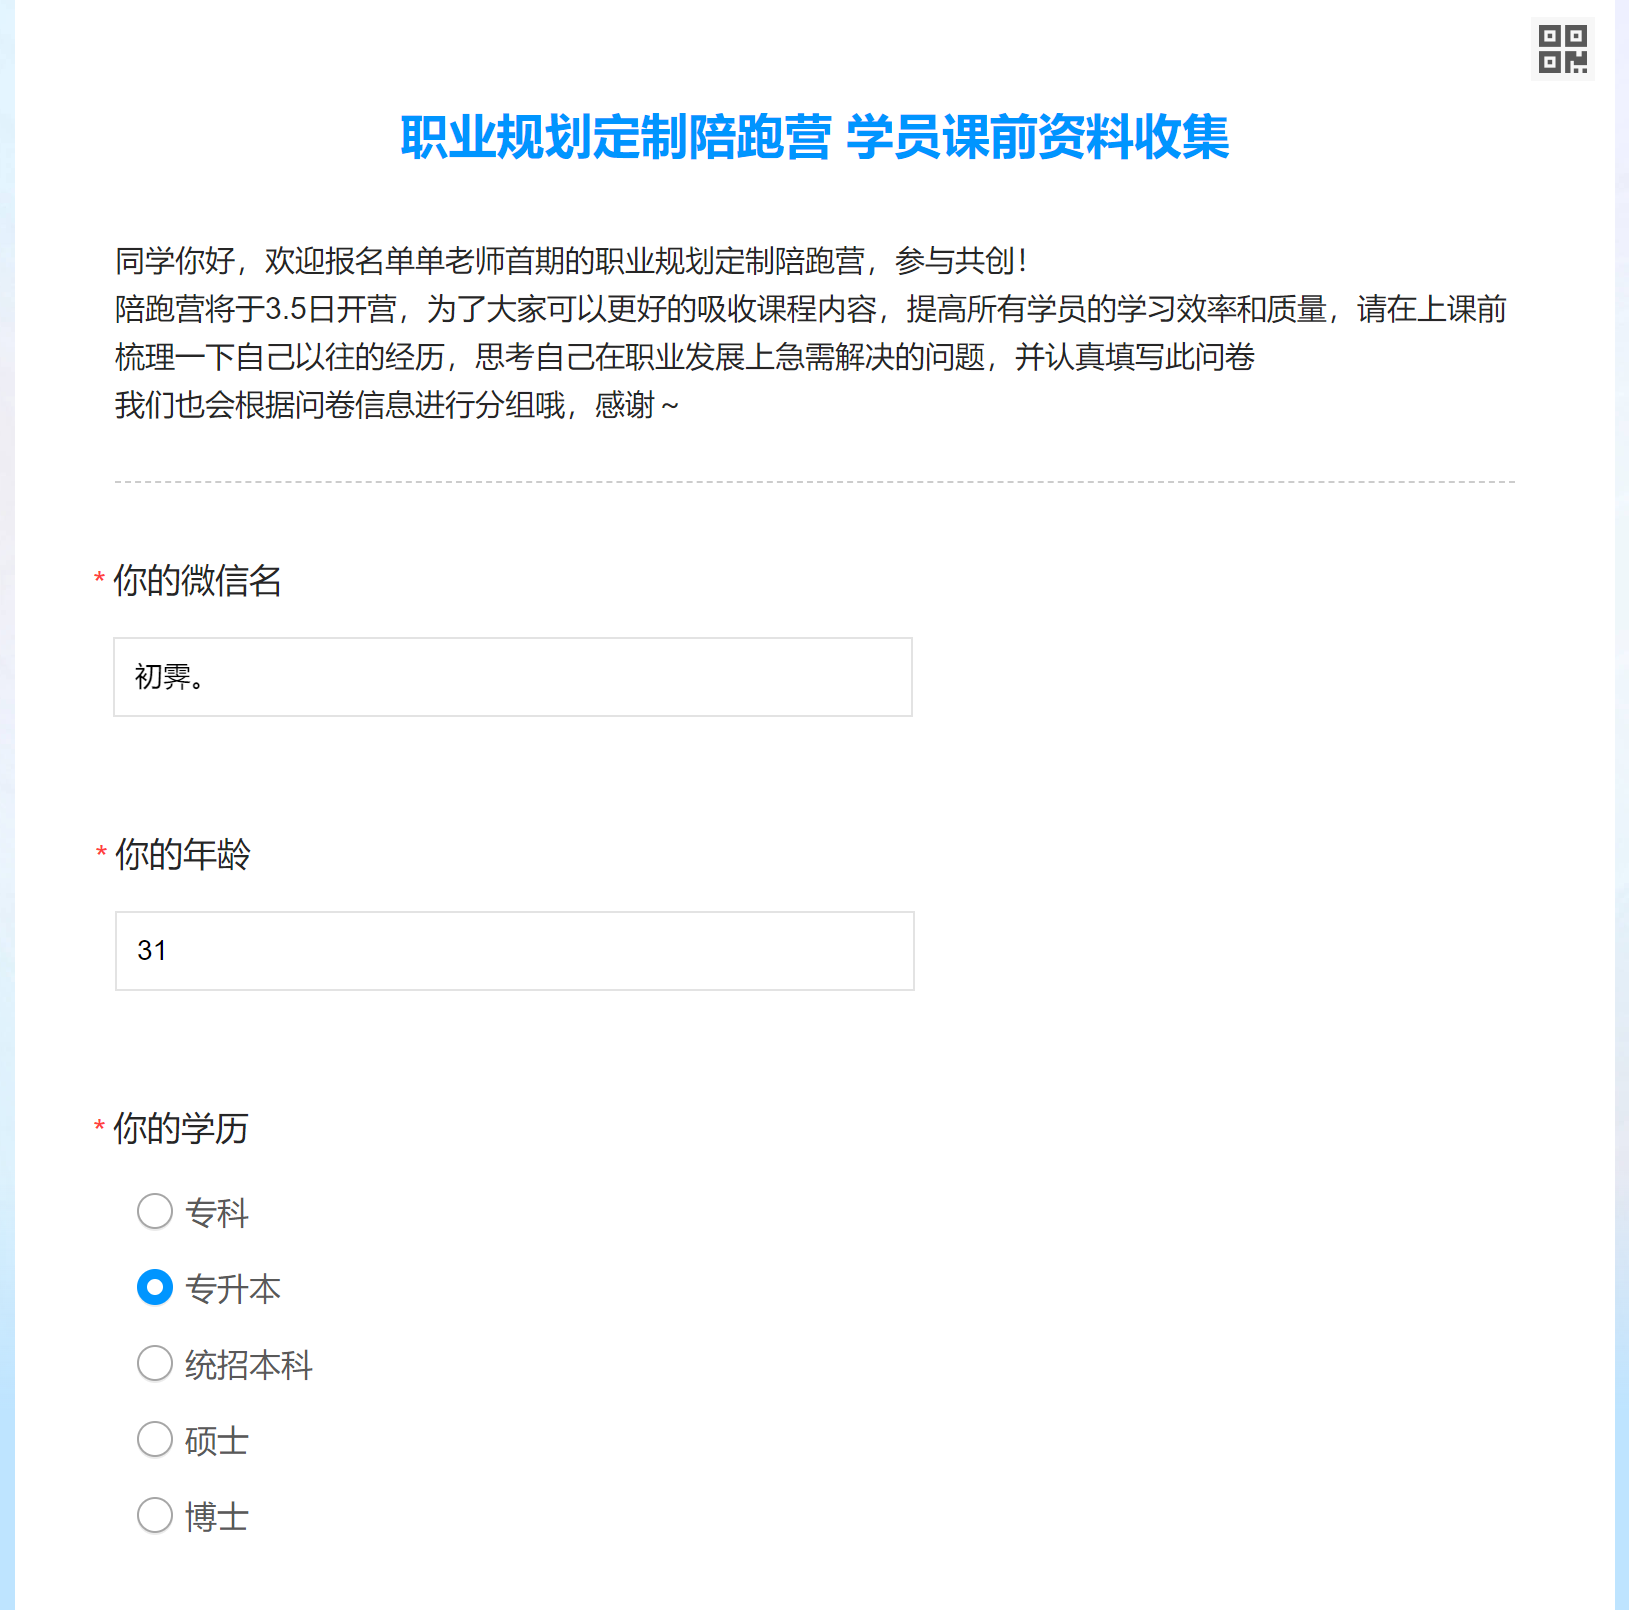 职业规划定制陪跑营 学员课前资料收集
同学你好，欢迎报名单单老师首期的职业规划定制陪跑营，参与共创！
陪跑营将于3.5日开营，为了大家可以更好的吸收课程内容，提高所有学员的学习效率和质量，请在上课前
梳理一下自己以往的经历，思考自己在职业发展上急需解决的问题，并认真填写此问卷
我们也会根据问卷信息进行分组哦，感谢～
* 你的微信名
初霁。
* 你的年龄
31
* 你的学历
专科
专升本
统招本科
硕士
博士